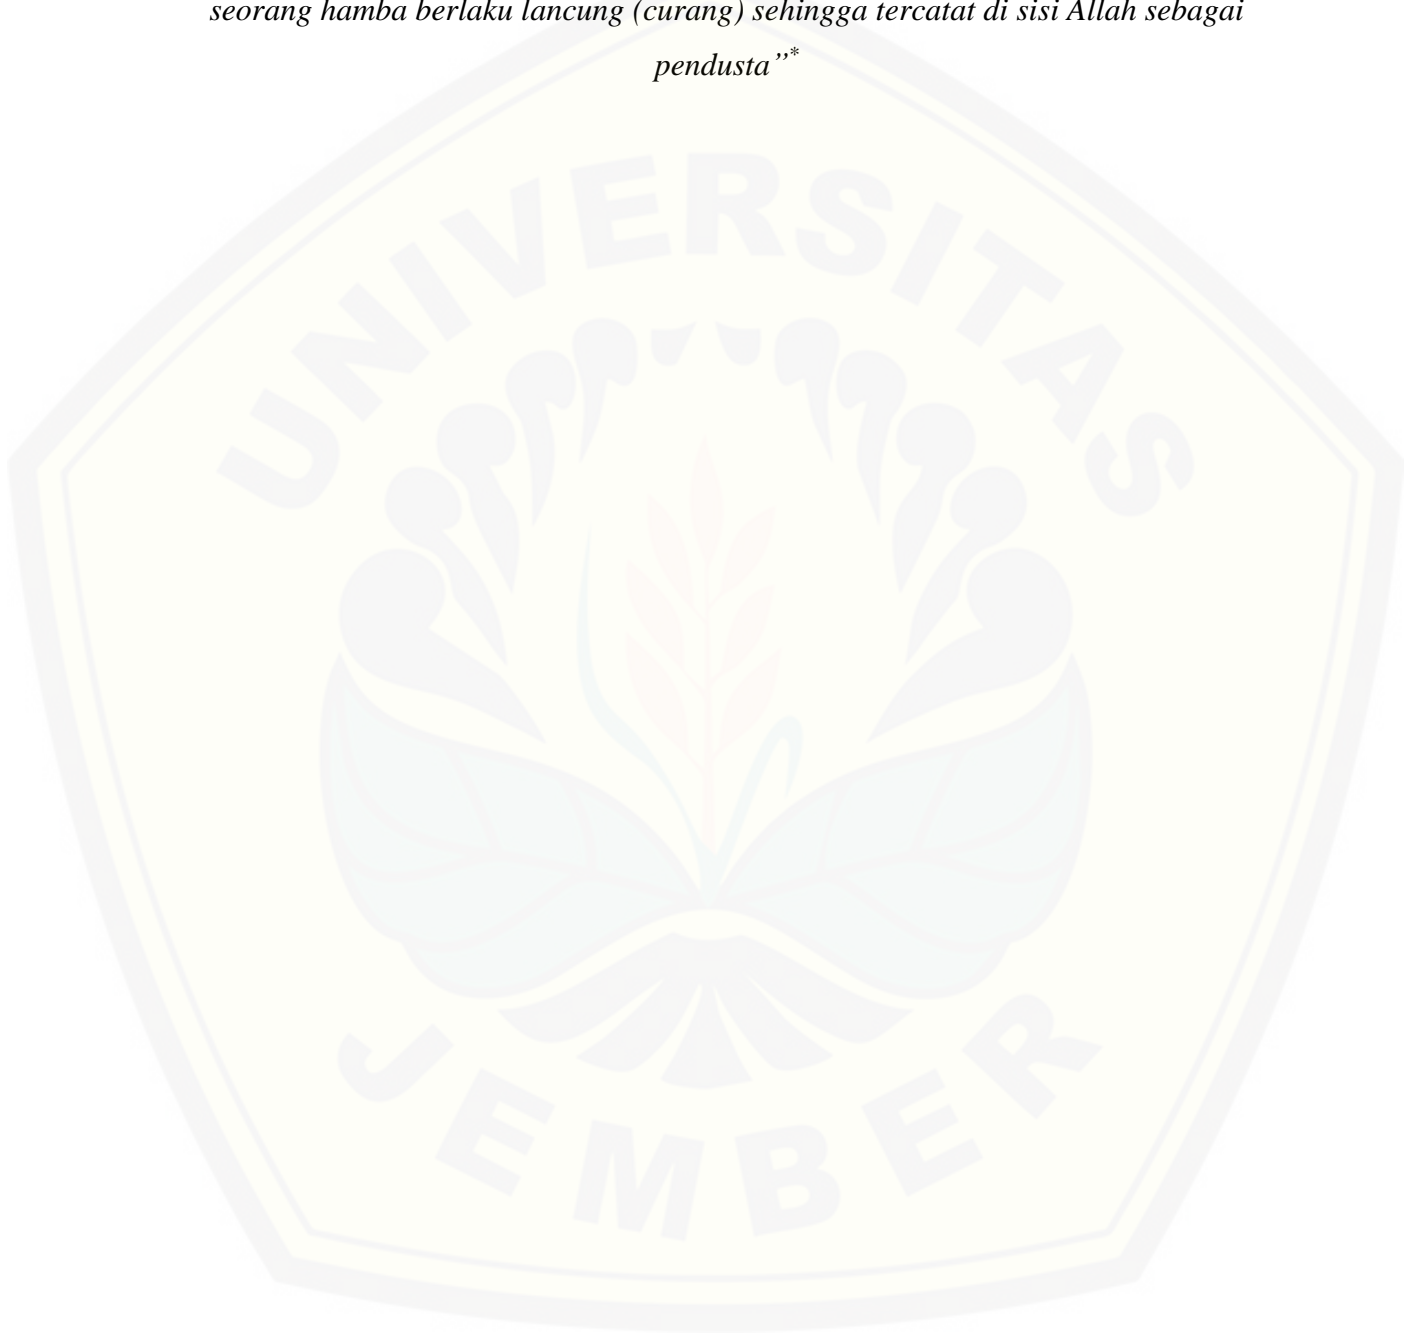 seorang hamba berlaku lancung (curang) sehingga tercatat di sisi Allah sebagai
pendusta”*
UNIVERSITAS
JEMBER